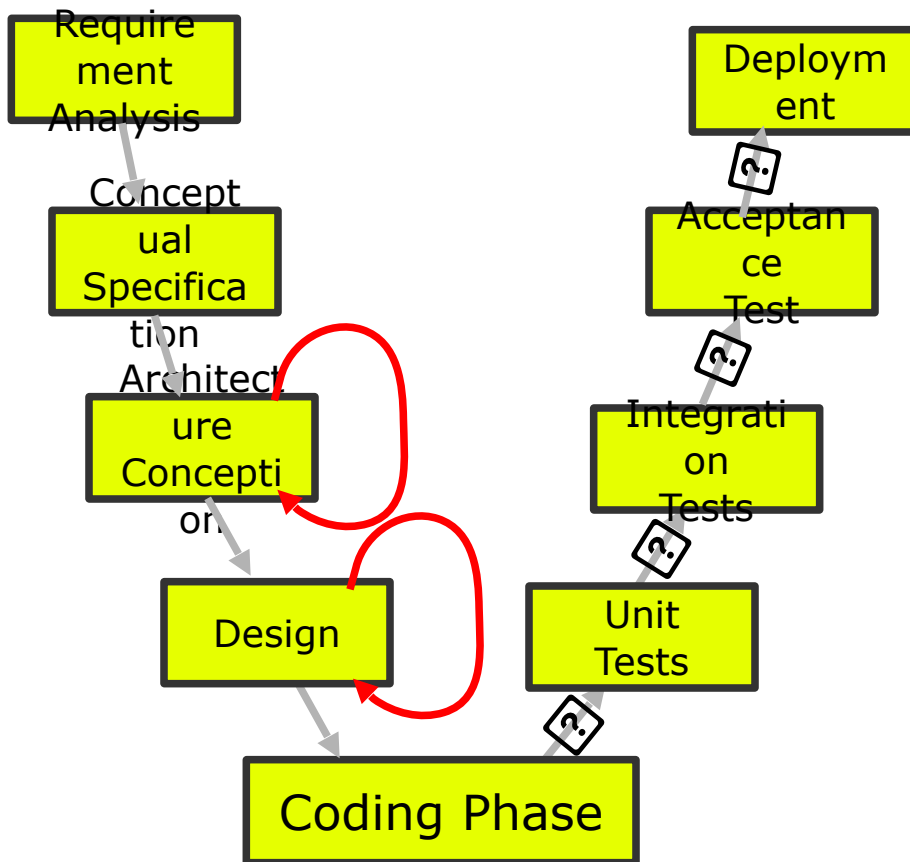 Require
ment
Analysis
Concept
ual
Specifica
tion
Architect
ure
Concepti
on
Design
Coding Phase
Unit
Tests
Integrati
on
Tests
Acceptan
ce
Test
Deploym
ent
?
?
?
?